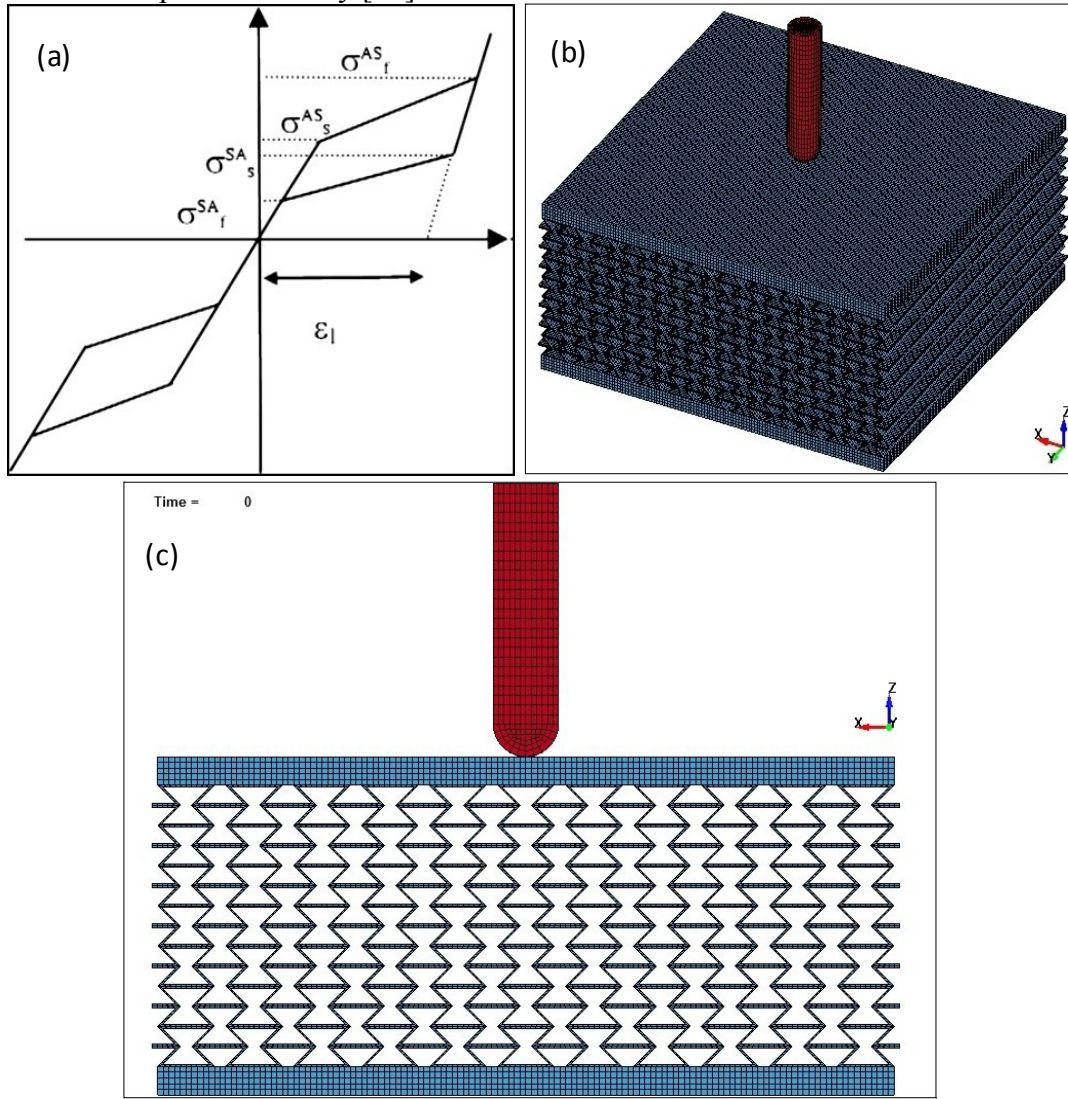 (a)
σ^AS_f
σ^AS_s
σ^SA_s
σ^SA_f
ε_l
(b)
Z
X
Y
Time = 0
(c)
Z
X
Y